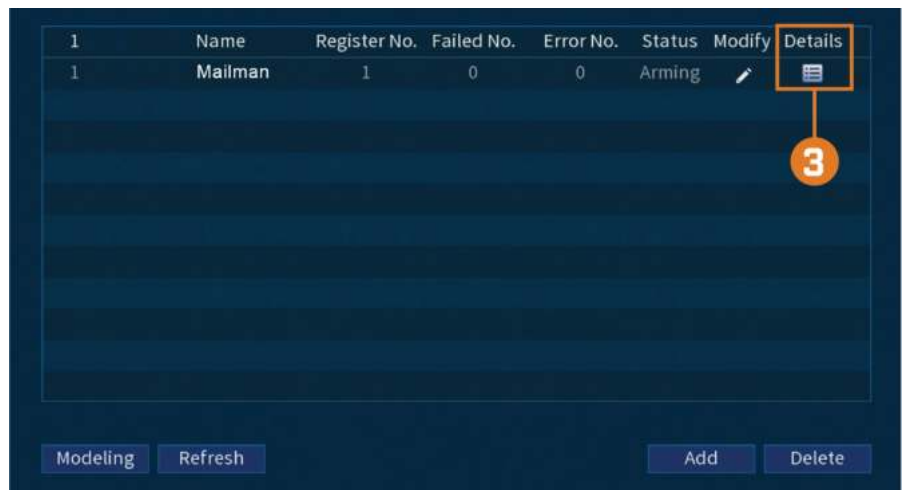 1 Name Register No. Failed No. Error No. Status Modify Details
1 Mailman 1 0 0 Arming
3
Modeling Refresh Add Delete